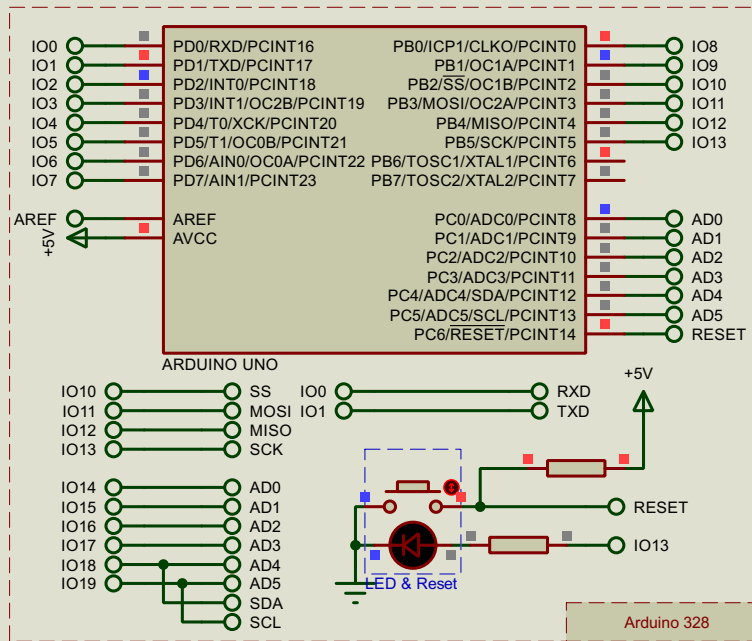 IO0 PD0/RXD/PCINT16 PB0/ICP1/CLKO/PCINT0 IO8
IO1 PD1/TXD/PCINT17 PB1/OC1A/PCINT1 IO9
IO2 PD2/INT0/PCINT18 PB2/SS/OC1B/PCINT2 IO10
IO3 PD3/INT1/OC2B/PCINT19 PB3/MOSI/OC2A/PCINT3 IO11
IO4 PD4/T0/XCK/PCINT20 PB4/MISO/PCINT4 IO12
IO5 PD5/T1/OC0B/PCINT21 PB5/SCK/PCINT5 IO13
IO6 PD6/AIN0/OC0A/PCINT22 PB6/TOSC1/XTAL1/PCINT6
IO7 PD7/AIN1/PCINT23 PB7/TOSC2/XTAL2/PCINT7
AREF AREF PC0/ADC0/PCINT8 AD0
+5V AVCC PC1/ADC1/PCINT9 AD1
PC2/ADC2/PCINT10 AD2
PC3/ADC3/PCINT11 AD3
PC4/ADC4/SDA/PCINT12 AD4
PC5/ADC5/SCL/PCINT13 AD5
PC6/RESET/PCINT14 RESET
ARDUINO UNO
+5V
IO10 SS IO0 RXD
IO11 MOSI IO1 TXD
IO12 MISO
IO13 SCK
IO14 AD0
IO15 AD1 RESET
IO16 AD2
IO17 AD3 IO13
IO18 AD4
IO19 AD5 LED & Reset
SDA
SCL Arduino 328